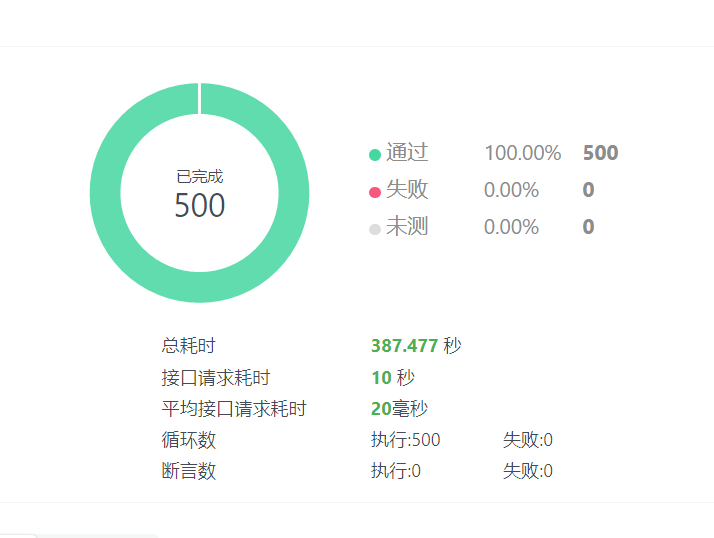 已完成
500
通过 100.00% 500
失败 0.00% 0
未测 0.00% 0
总耗时 387.477 秒
接口请求耗时 10 秒
平均接口请求耗时 20毫秒
循环数 执行:500 失败:0
断言数 执行:0 失败:0